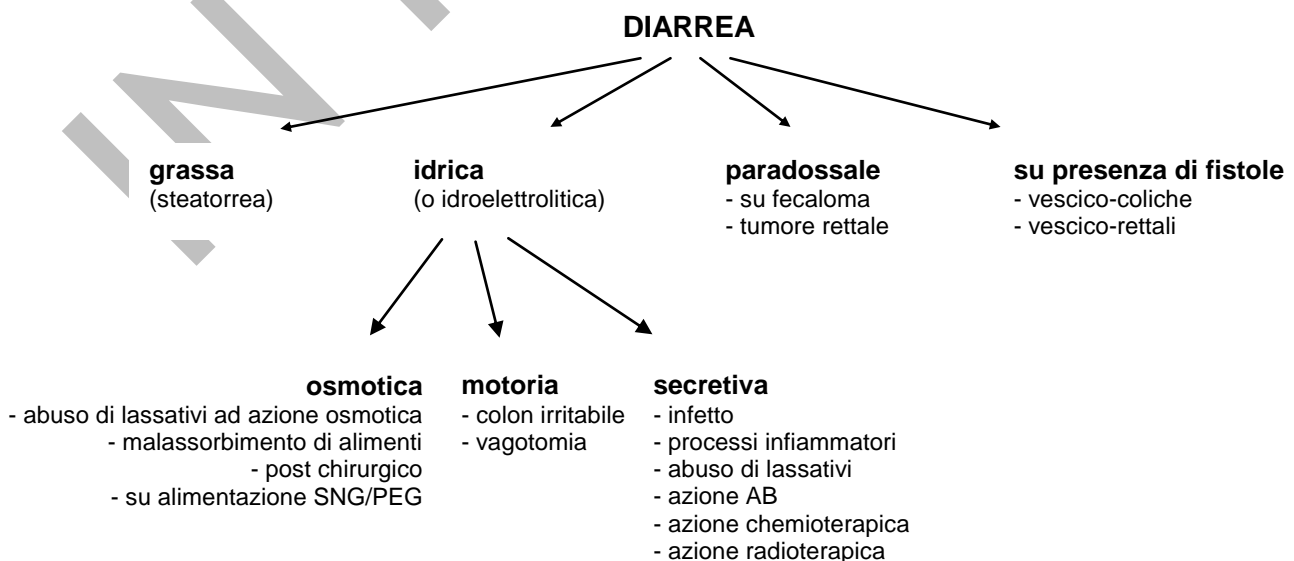 DIARREA
grassa
(steatorrea)
idrica
(o idroelettrolitica)
paradossale
- su fecaloma
- tumore rettale
su presenza di fistole
- vescico-coliche
- vescico-rettali
osmotica
- abuso di lassativi ad azione osmotica
- malassorbimento di alimenti
- post chirurgico
- su alimentazione SNG/PEG
motoria
- colon irritabile
- vagotomia
secretiva
- infetto
- processi infiammatori
- abuso di lassativi
- azione AB
- azione chemioterapica
- azione radioterapica